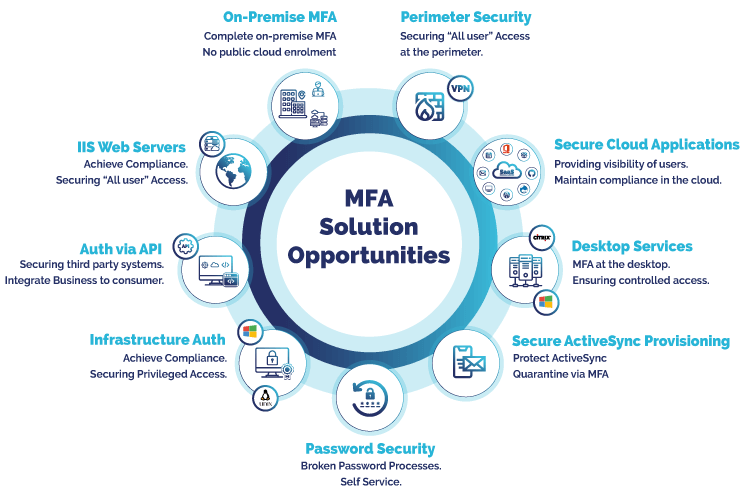 On-Premise MFA
Complete on-premise MFA
No public cloud enrolment
Perimeter Security
Securing “All user” Access
at the perimeter.
VPN
Secure Cloud Applications
Providing visibility of users.
Maintain compliance in the cloud.
SaaS
Desktop Services
MFA at the desktop.
Ensuring controlled access.
CITRIX
Secure ActiveSync Provisioning
Protect ActiveSync
Quarantine via MFA
Password Security
Broken Password Processes.
Self Service.
Infrastructure Auth
Achieve Compliance.
Securing Privileged Access.
UNIX
Auth via API
Securing third party systems.
Integrate Business to consumer.
API
IIS Web Servers
Achieve Compliance.
Securing “All user” Access.
MFA
Solution
Opportunities